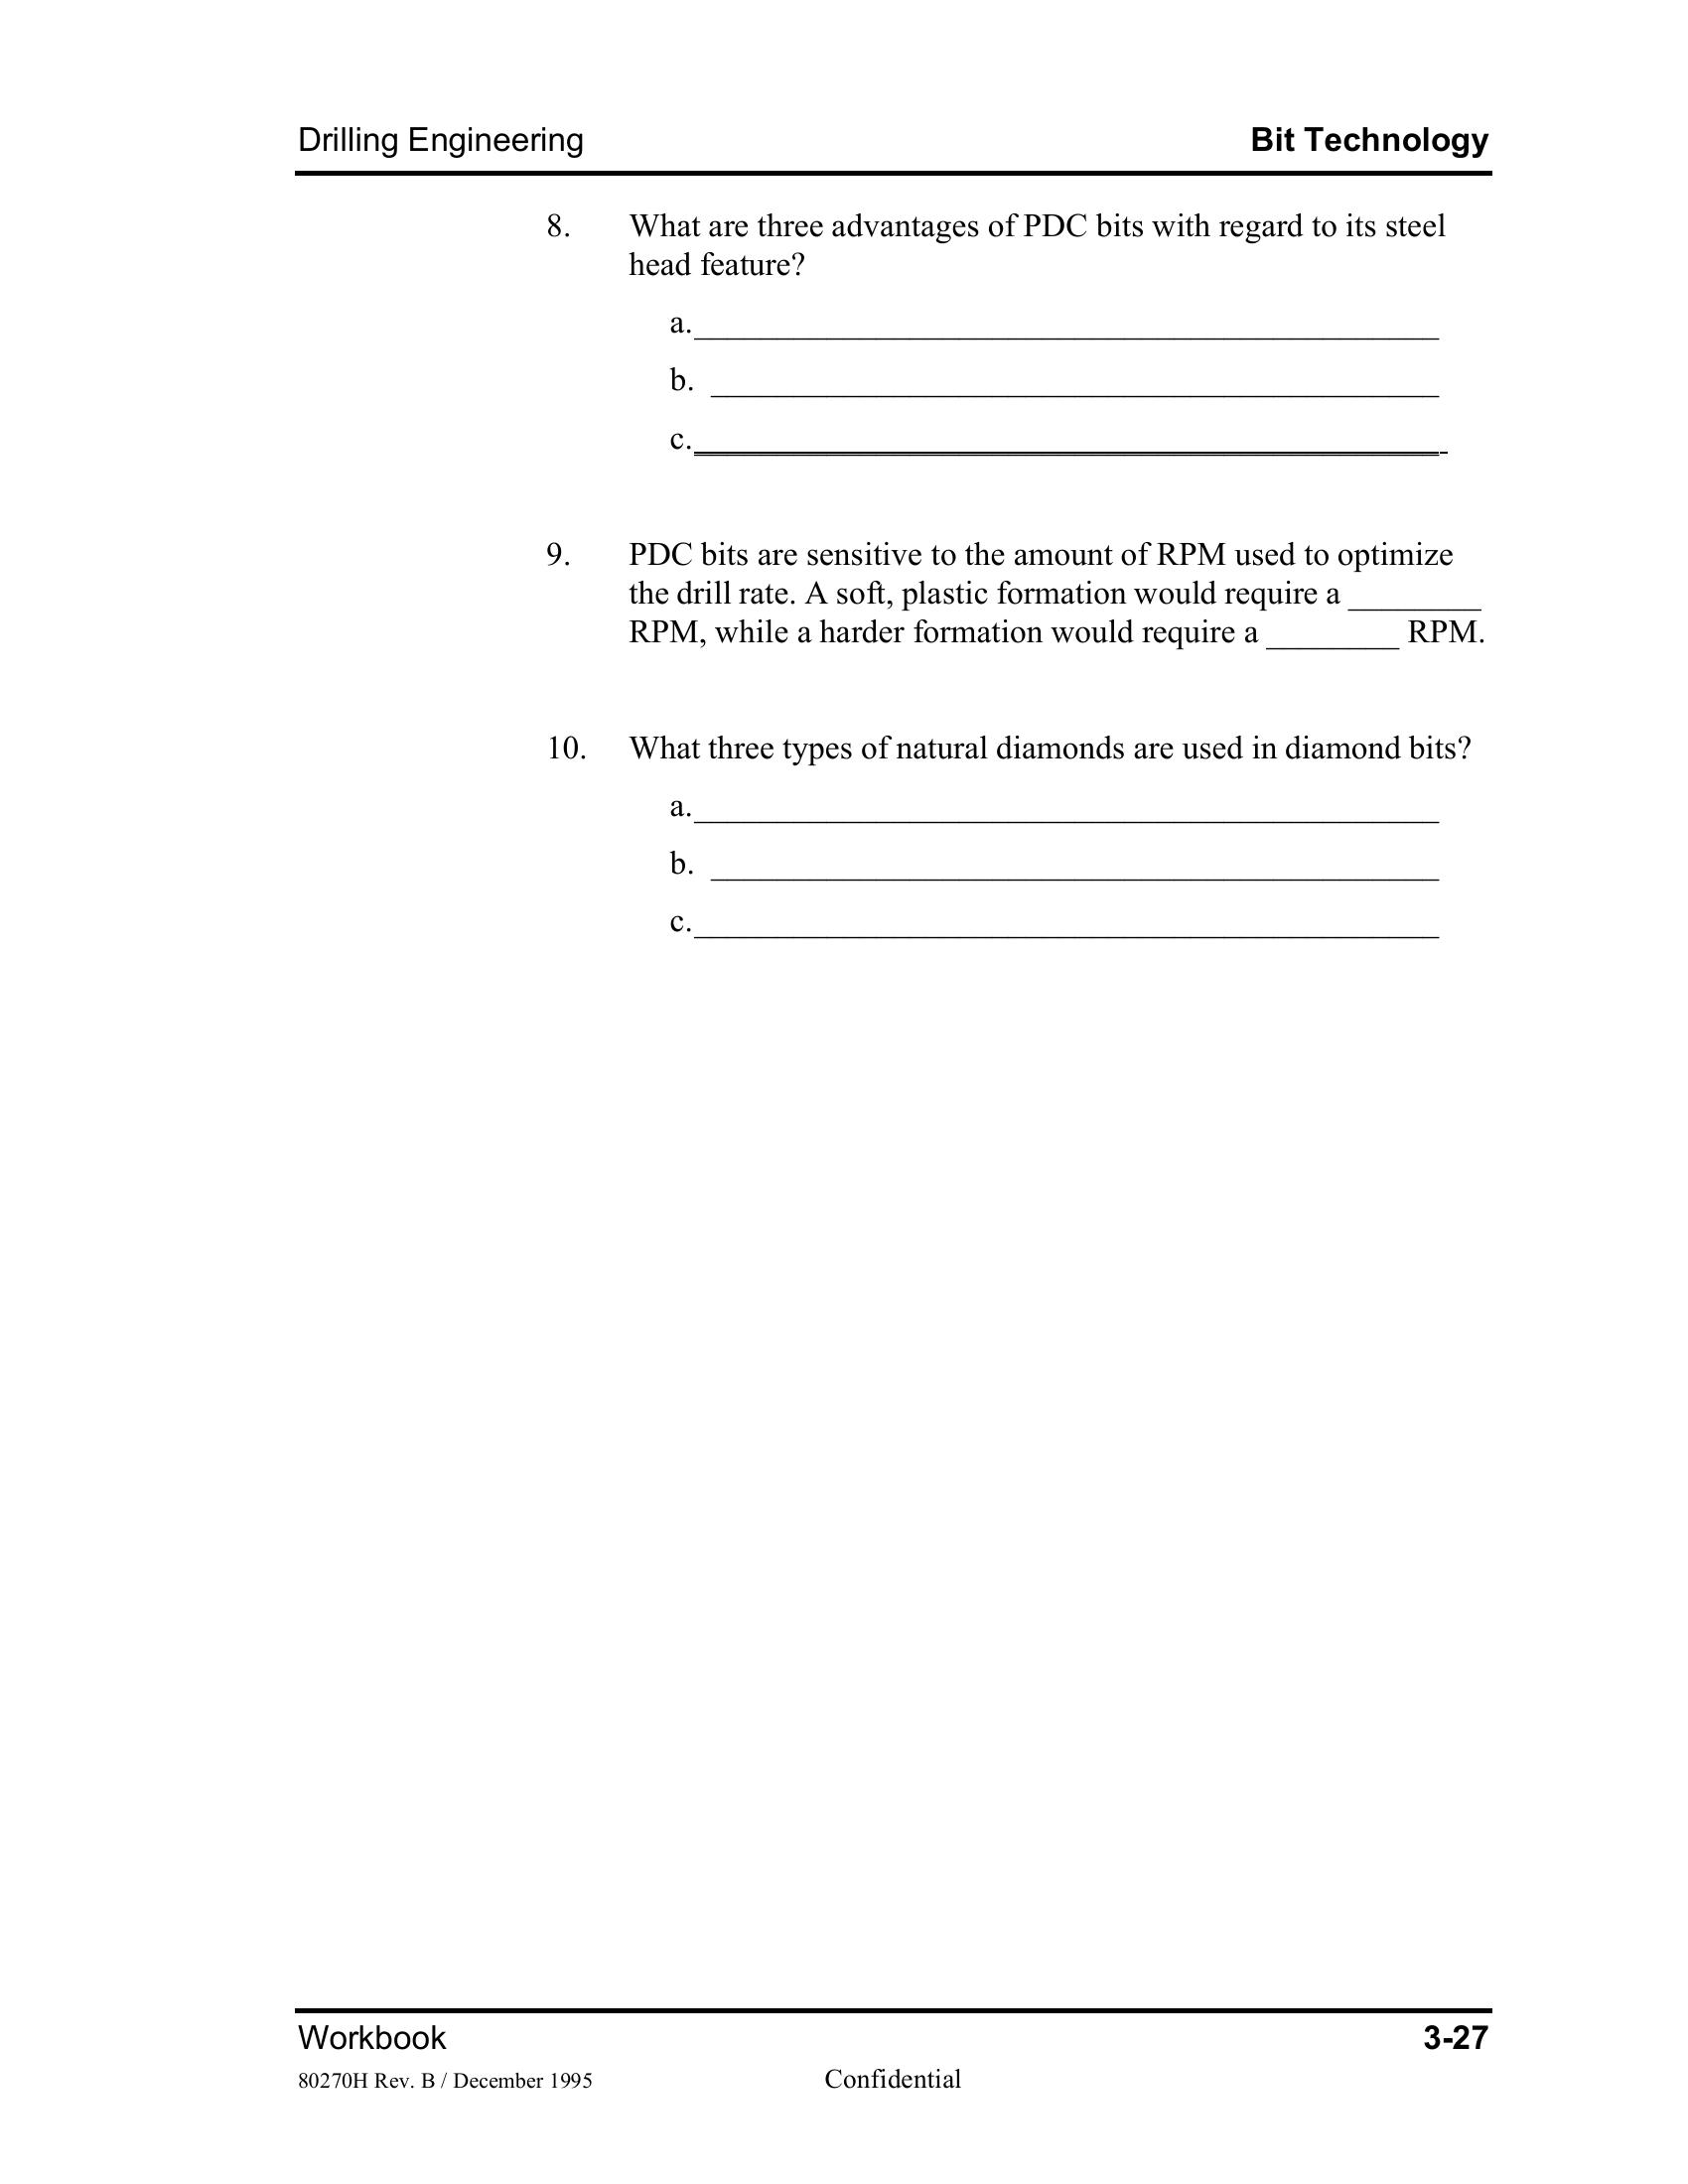 Drilling Engineering Bit Technology
8. What are three advantages of PDC bits with regard to its steel
head feature?
a.______________________________________________
b. _____________________________________________
c.______________________________________________
9. PDC bits are sensitive to the amount of RPM used to optimize
the drill rate. A soft, plastic formation would require a ________
RPM, while a harder formation would require a ________ RPM.
10. What three types of natural diamonds are used in diamond bits?
a.______________________________________________
b. _____________________________________________
c.______________________________________________
Workbook 3-27
80270H Rev. B / December 1995 Confidential